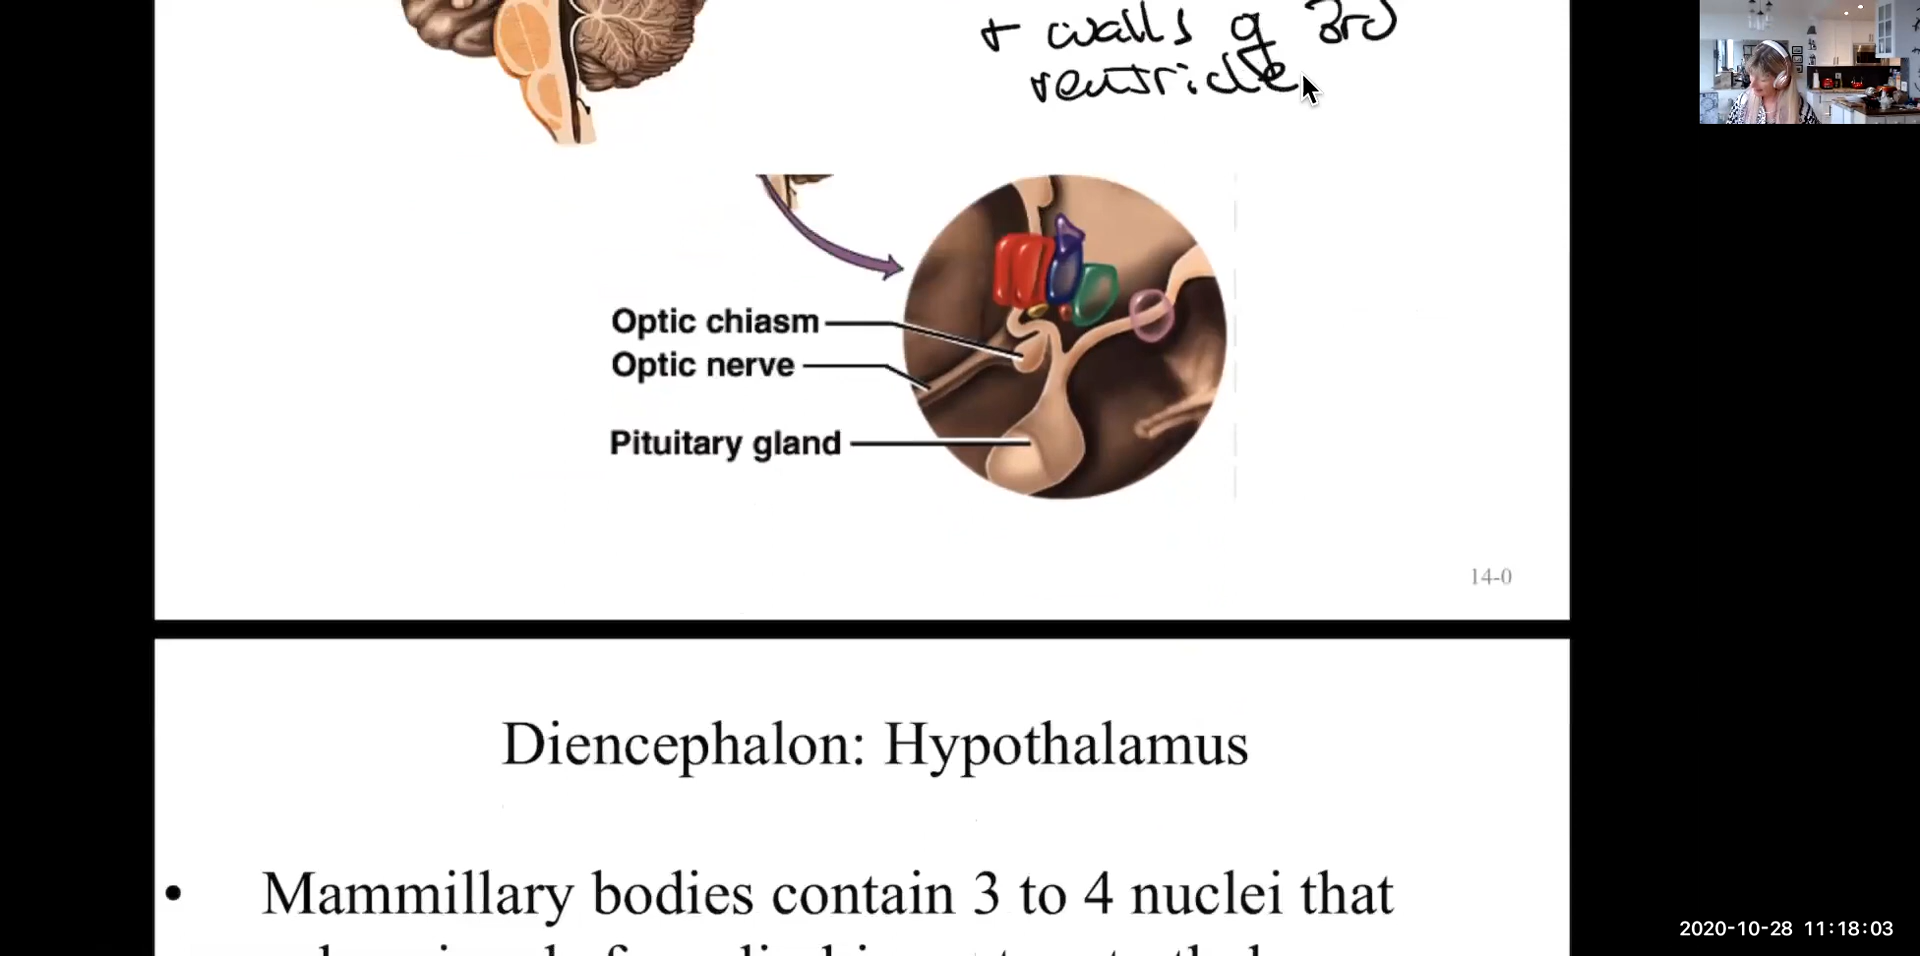 + walls of 3rd
ventricle
Optic chiasm
Optic nerve
Pituitary gland
14-0
Diencephalon: Hypothalamus
• Mammillary bodies contain 3 to 4 nuclei that
2020-10-28 11:18:03